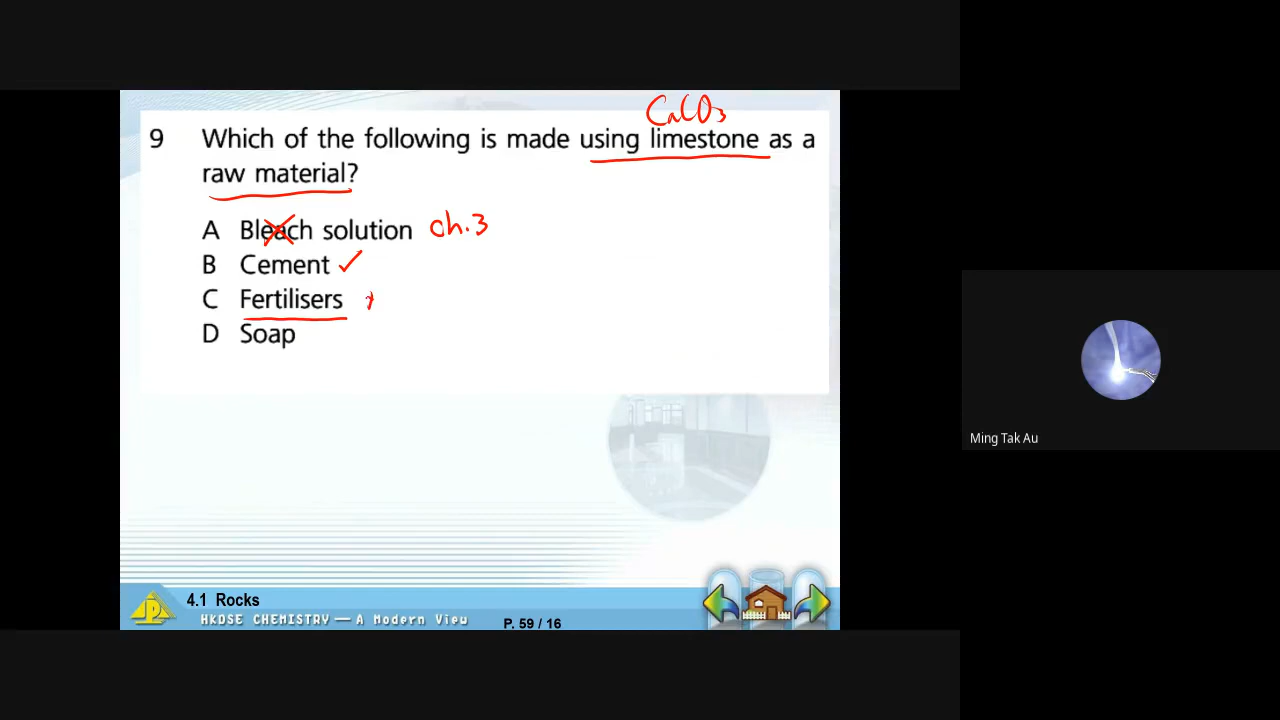 CaCO3
9 Which of the following is made using limestone as a
raw material?
A Bleach solution ch.3
B Cement ✓
C Fertilisers
D Soap
Ming Tak Au
4.1 Rocks
HKDSE CHEMISTRY — A Modern View
P. 59 / 16